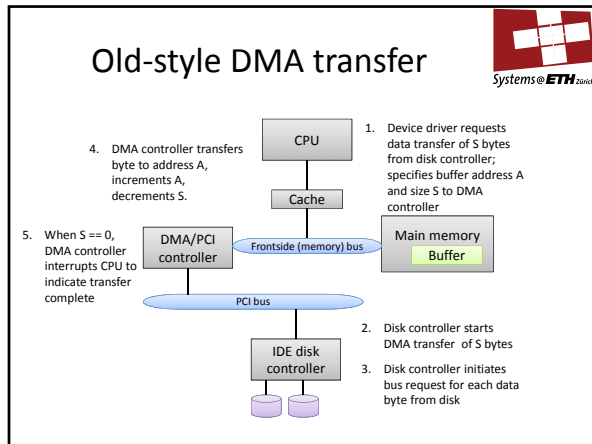 Old-style DMA transfer
Systems@ETH Zürich
1. Device driver requests
data transfer of S bytes
from disk controller;
specifies buffer address A
and size S to DMA
controller
4. DMA controller transfers
byte to address A,
increments A,
decrements S.
CPU
Cache
5. When S == 0,
DMA controller
interrupts CPU to
indicate transfer
complete
DMA/PCI
controller
Frontside (memory) bus
Main memory
Buffer
PCI bus
2. Disk controller starts
DMA transfer of S bytes
IDE disk
controller
3. Disk controller initiates
bus request for each data
byte from disk